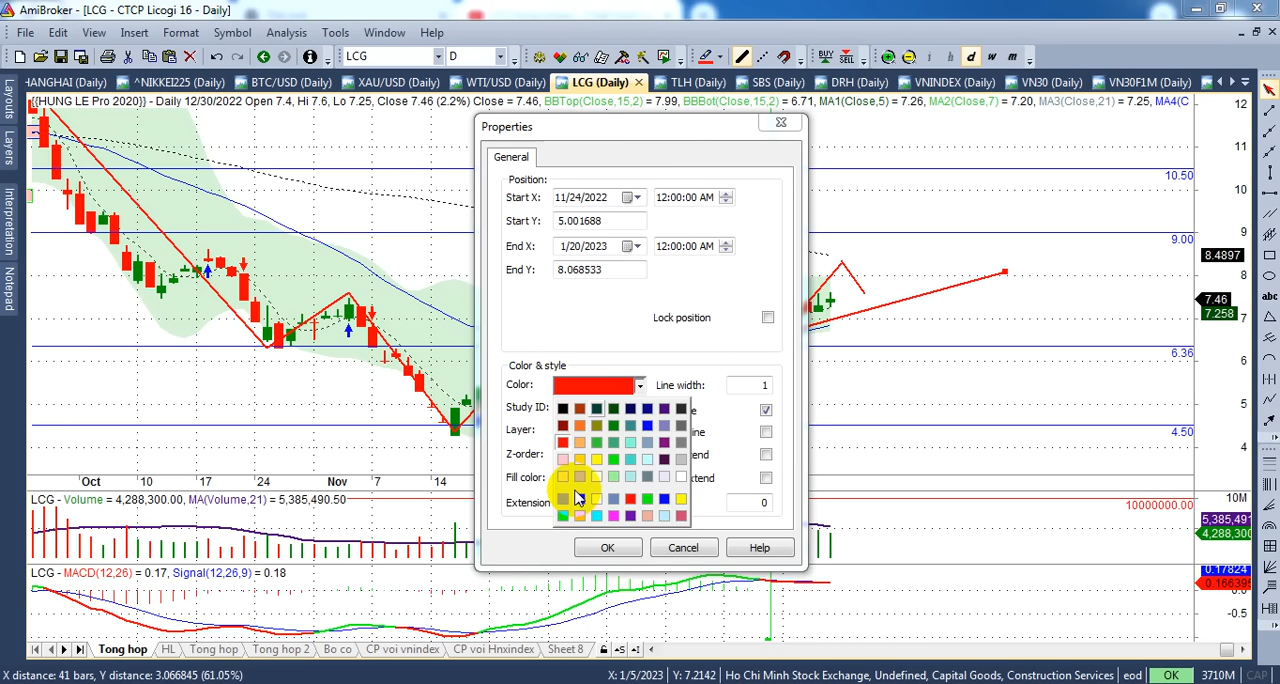 AmiBroker - [LCG - CTCP Licogi 16 - Daily]
File Edit View Insert Format Symbol Analysis Tools Window Help
LCG D BUY SELL i h d w m
HANGHAI (Daily) ^NIKKEI225 (Daily) BTC/USD (Daily) XAU/USD (Daily) WTI/USD (Daily) LCG (Daily) TLH (Daily) SBS (Daily) DRH (Daily) VNINDEX (Daily) VN30 (Daily) VN30F1M (Daily)
{{HUNG LE Pro 2020}} - Daily 12/30/2022 Open 7.4, Hi 7.6, Lo 7.25, Close 7.46 (2.2%) Close = 7.46, BBTop(Close,15,2) = 7.99, BBBot(Close,15,2) = 6.71, MA1(Close,5) = 7.26, MA2(Close,7) = 7.20, MA3(Close,21) = 7.25, MA4(C
Layouts
Layers
Interpretation
Notepad
Properties
General
Position:
Start X: 11/24/2022 12:00:00 AM
Start Y: 5.001688
End X: 1/20/2023 12:00:00 AM
End Y: 8.068533
Lock position
Color & style
Color: Line width: 1
Study ID:
Layer:
Z-order:
Fill color:
Extension 0
OK Cancel Help
12
11
10.50
10
9
9.00
8.4897
8
7.46
7.258
7
6.36
6
5
4.50
4
abc
Oct 10 17 24 Nov 7 14
LCG - Volume = 4,288,300.00, MA(Volume,21) = 5,385,490.50
10000000.00
10M
5,385,491
4,288,300
LCG - MACD(12,26) = 0.17, Signal(12,26,9) = 0.18
0.17824
0.166395
-0.5
Tong hop HL Tong hop Tong hop 2 Bo co CP voi vnindex CP voi Hnxindex Sheet 8
X distance: 41 bars, Y distance: 3.066845 (61.05%) X: 1/5/2023 Y: 7.2142 Ho Chi Minh Stock Exchange, Undefined, Capital Goods, Construction Services eod OK 3710M CAP